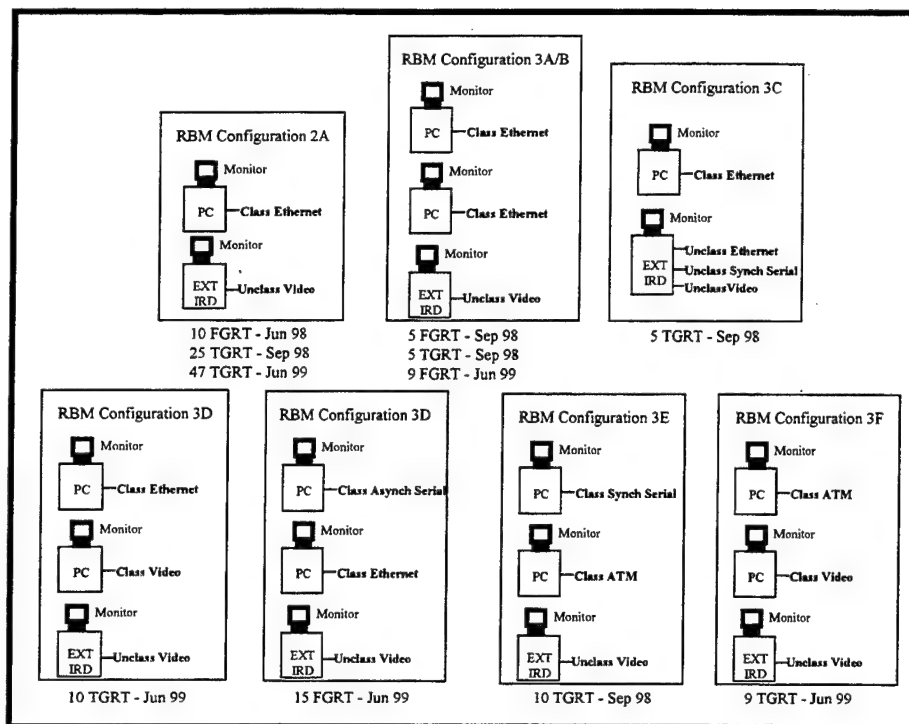 RBM Configuration 2A
Monitor
PC
Class Ethernet
Monitor
EXT
IRD
Unclass Video
10 FGRT - Jun 98
25 TGRT - Sep 98
47 TGRT - Jun 99
RBM Configuration 3A/B
Monitor
PC
Class Ethernet
Monitor
PC
Class Ethernet
Monitor
EXT
IRD
Unclass Video
5 FGRT - Sep 98
5 TGRT - Sep 98
9 FGRT - Jun 99
RBM Configuration 3C
Monitor
PC
Class Ethernet
Monitor
EXT
IRD
Unclass Ethernet
Unclass Synch Serial
UnclassVideo
5 TGRT - Sep 98
RBM Configuration 3D
Monitor
PC
Class Ethernet
Monitor
PC
Class Video
Monitor
EXT
IRD
Unclass Video
10 TGRT - Jun 99
RBM Configuration 3D
Monitor
PC
Class Asynch Serial
Monitor
PC
Class Ethernet
Monitor
EXT
IRD
Unclass Video
15 FGRT - Jun 99
RBM Configuration 3E
Monitor
PC
Class Synch Serial
Monitor
PC
Class ATM
Monitor
EXT
IRD
Unclass Video
10 TGRT - Sep 98
RBM Configuration 3F
Monitor
PC
Class ATM
Monitor
PC
Class Video
Monitor
EXT
IRD
Unclass Video
9 TGRT - Jun 99